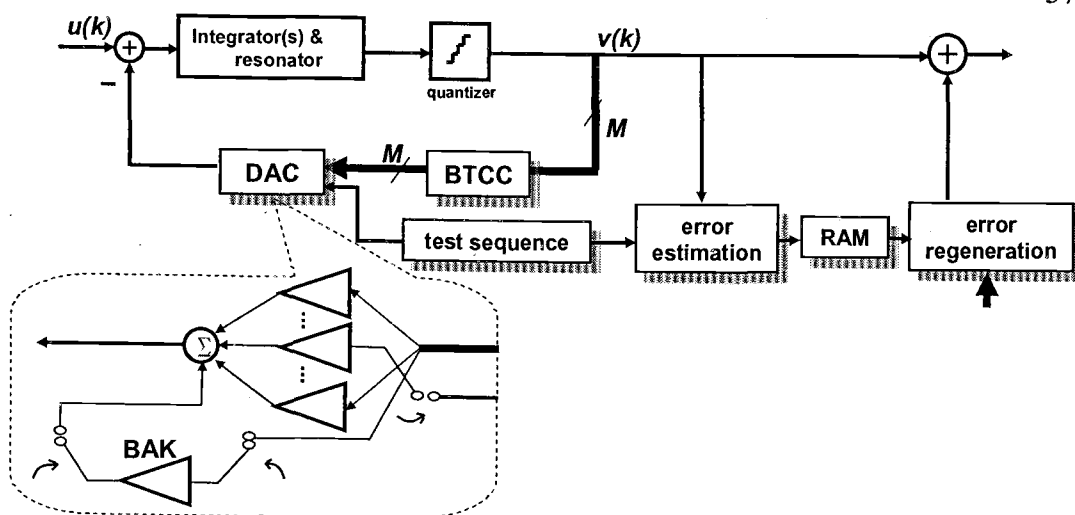 u(k)
+
−
Integrator(s) &
resonator
quantizer
v(k)
+
M
M
DAC
BTCC
test sequence
error
estimation
RAM
error
regeneration
Σ
BAK